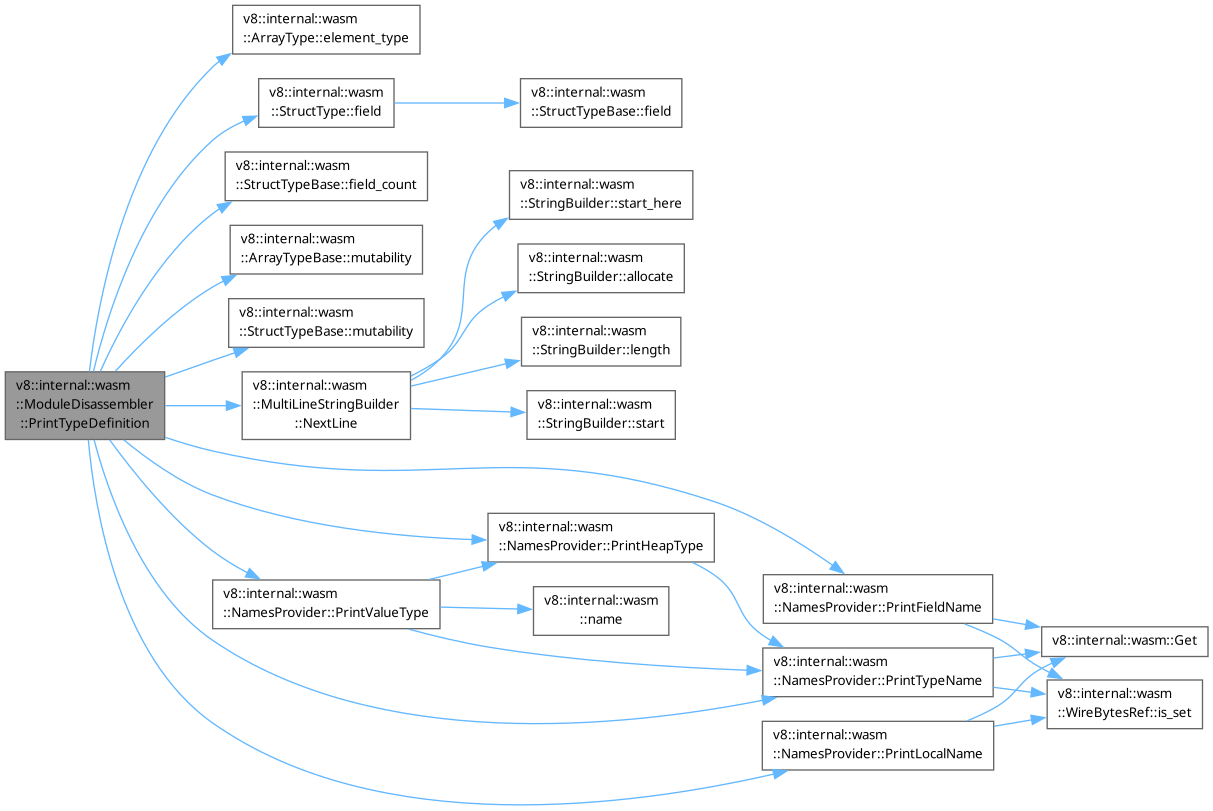 v8::internal::wasm
::ArrayType::element_type
v8::internal::wasm
::StructType::field
v8::internal::wasm
::StructTypeBase::field
v8::internal::wasm
::StructTypeBase::field_count
v8::internal::wasm
::StringBuilder::start_here
v8::internal::wasm
::ArrayTypeBase::mutability
v8::internal::wasm
::StringBuilder::allocate
v8::internal::wasm
::StructTypeBase::mutability
v8::internal::wasm
::StringBuilder::length
v8::internal::wasm
::ModuleDisassembler
::PrintTypeDefinition
v8::internal::wasm
::MultiLineStringBuilder
::NextLine
v8::internal::wasm
::StringBuilder::start
v8::internal::wasm
::NamesProvider::PrintHeapType
v8::internal::wasm
::NamesProvider::PrintValueType
v8::internal::wasm
::name
v8::internal::wasm
::NamesProvider::PrintFieldName
v8::internal::wasm::Get
v8::internal::wasm
::NamesProvider::PrintTypeName
v8::internal::wasm
::WireBytesRef::is_set
v8::internal::wasm
::NamesProvider::PrintLocalName